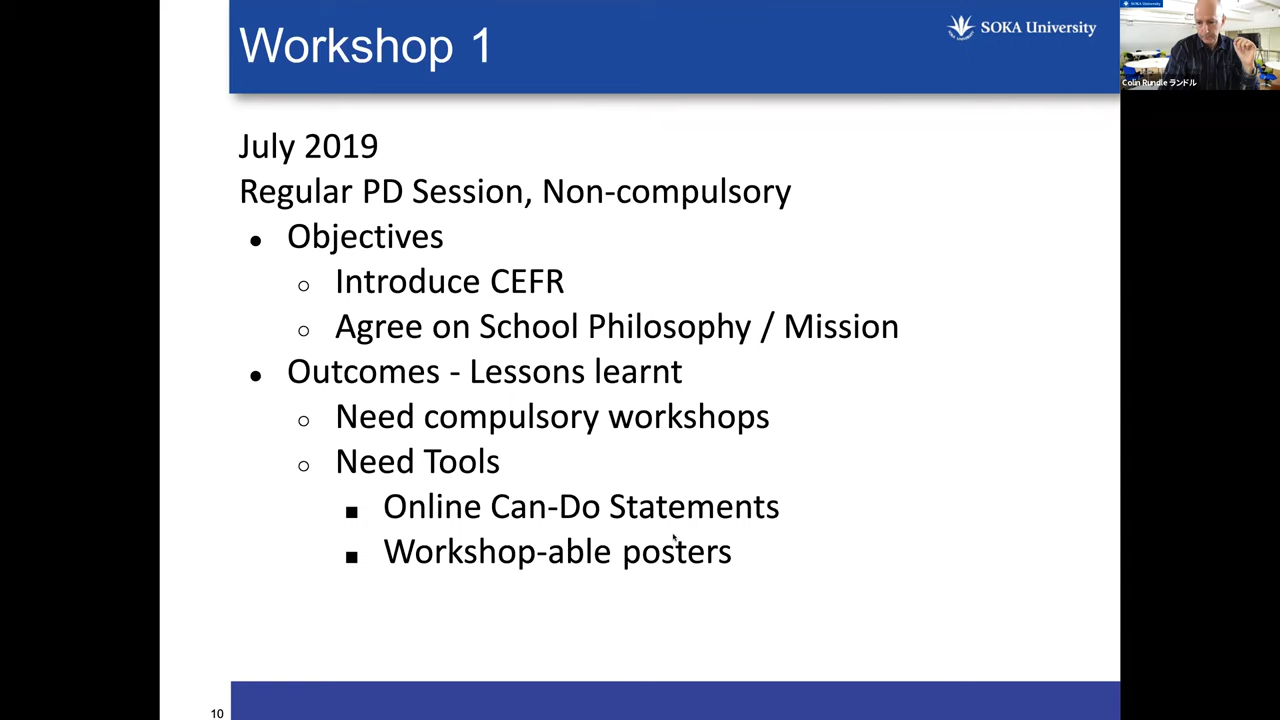 Workshop 1
SOKA University
SOKA University
Colin Rundle ランドル
July 2019
Regular PD Session, Non-compulsory
● Objectives
○ Introduce CEFR
○ Agree on School Philosophy / Mission
● Outcomes - Lessons learnt
○ Need compulsory workshops
○ Need Tools
■ Online Can-Do Statements
■ Workshop-able posters
10